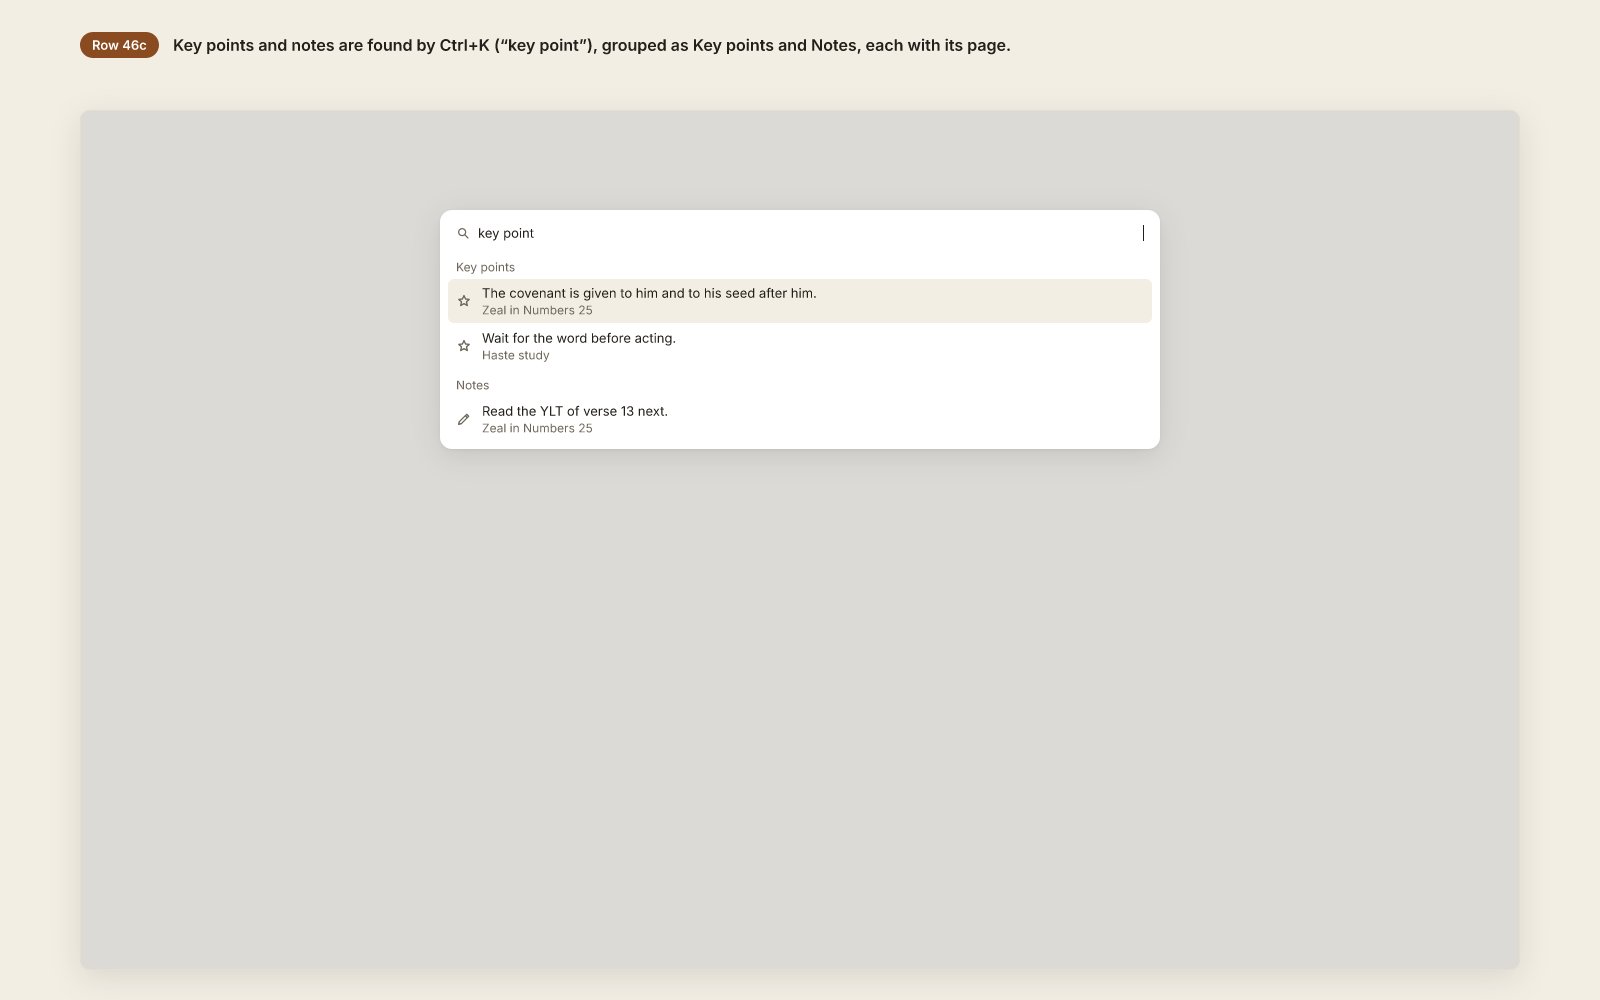 Row 46c
Key points and notes are found by Ctrl+K (“key point”), grouped as Key points and Notes, each with its page.
key point
Key points
The covenant is given to him and to his seed after him.
Zeal in Numbers 25
Wait for the word before acting.
Haste study
Notes
Read the YLT of verse 13 next.
Zeal in Numbers 25